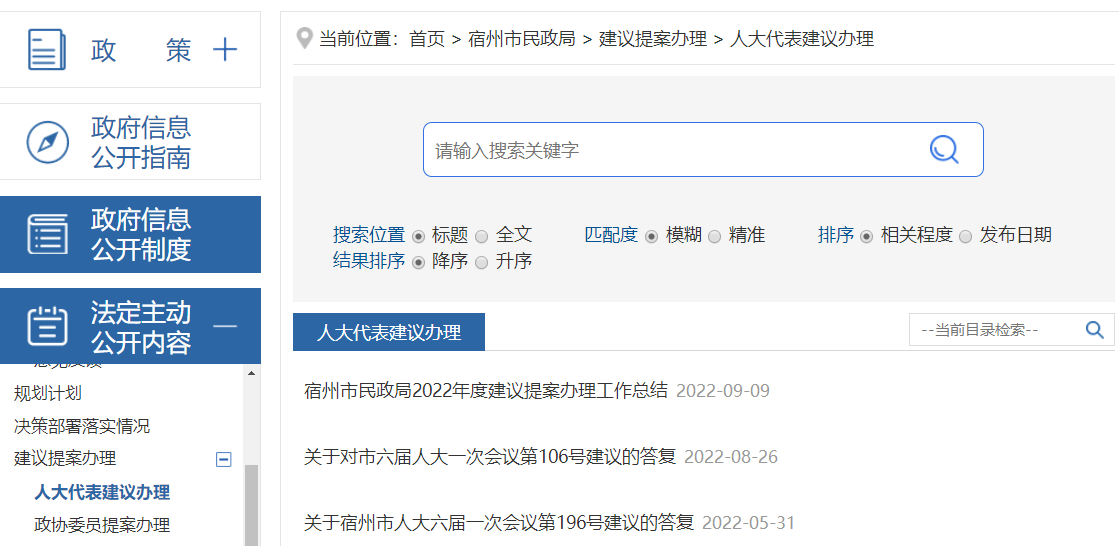 政 策
政府信息
公开指南
政府信息
公开制度
法定主动
公开内容
规划计划
决策部署落实情况
建议提案办理
人大代表建议办理
政协委员提案办理
当前位置：首页 > 宿州市民政局 > 建议提案办理 > 人大代表建议办理
请输入搜索关键字
搜索位置 标题 全文 匹配度 模糊 精准 排序 相关程度 发布日期
结果排序 降序 升序
人大代表建议办理 --当前目录检索--
宿州市民政局2022年度建议提案办理工作总结 2022-09-09
关于对市六届人大一次会议第106号建议的答复 2022-08-26
关于宿州市人大六届一次会议第196号建议的答复 2022-05-31